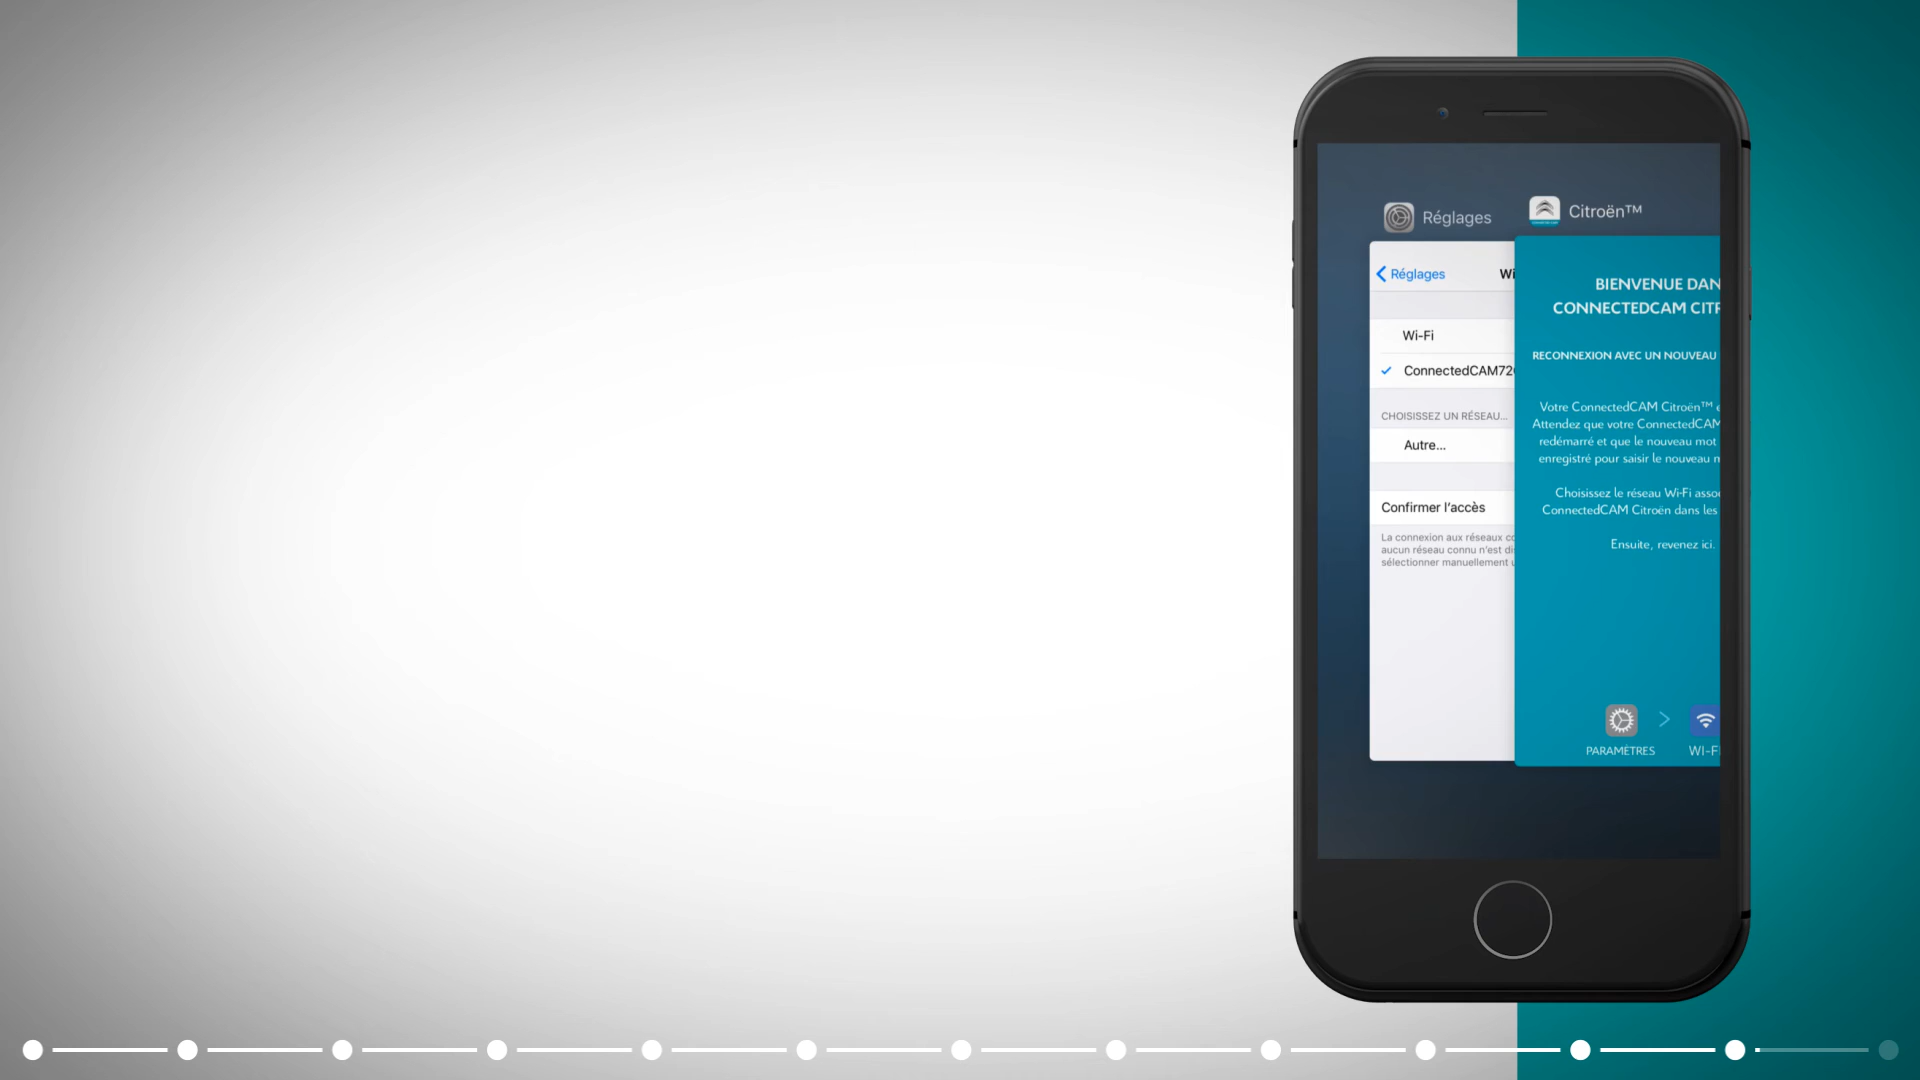 Réglages
Citroën™
Réglages
BIENVENUE DAN
CONNECTEDCAM CITR
Wi-Fi
RECONNEXION AVEC UN NOUVEAU
ConnectedCAM72
CHOISISSEZ UN RÉSEAU...
Autre...
Confirmer l'accès
La connexion aux réseaux
aucun réseau connu n'est
sélectionner manuellement
Votre ConnectedCAM Citroën™
Attendez que votre ConnectedCAM
redémarré et que le nouveau mot
enregistré pour saisir le nouveau
Choisissez le réseau Wi-Fi asso
ConnectedCAM Citroën dans les
Ensuite, revenez ici.
PARAMÈTRES
WI-F